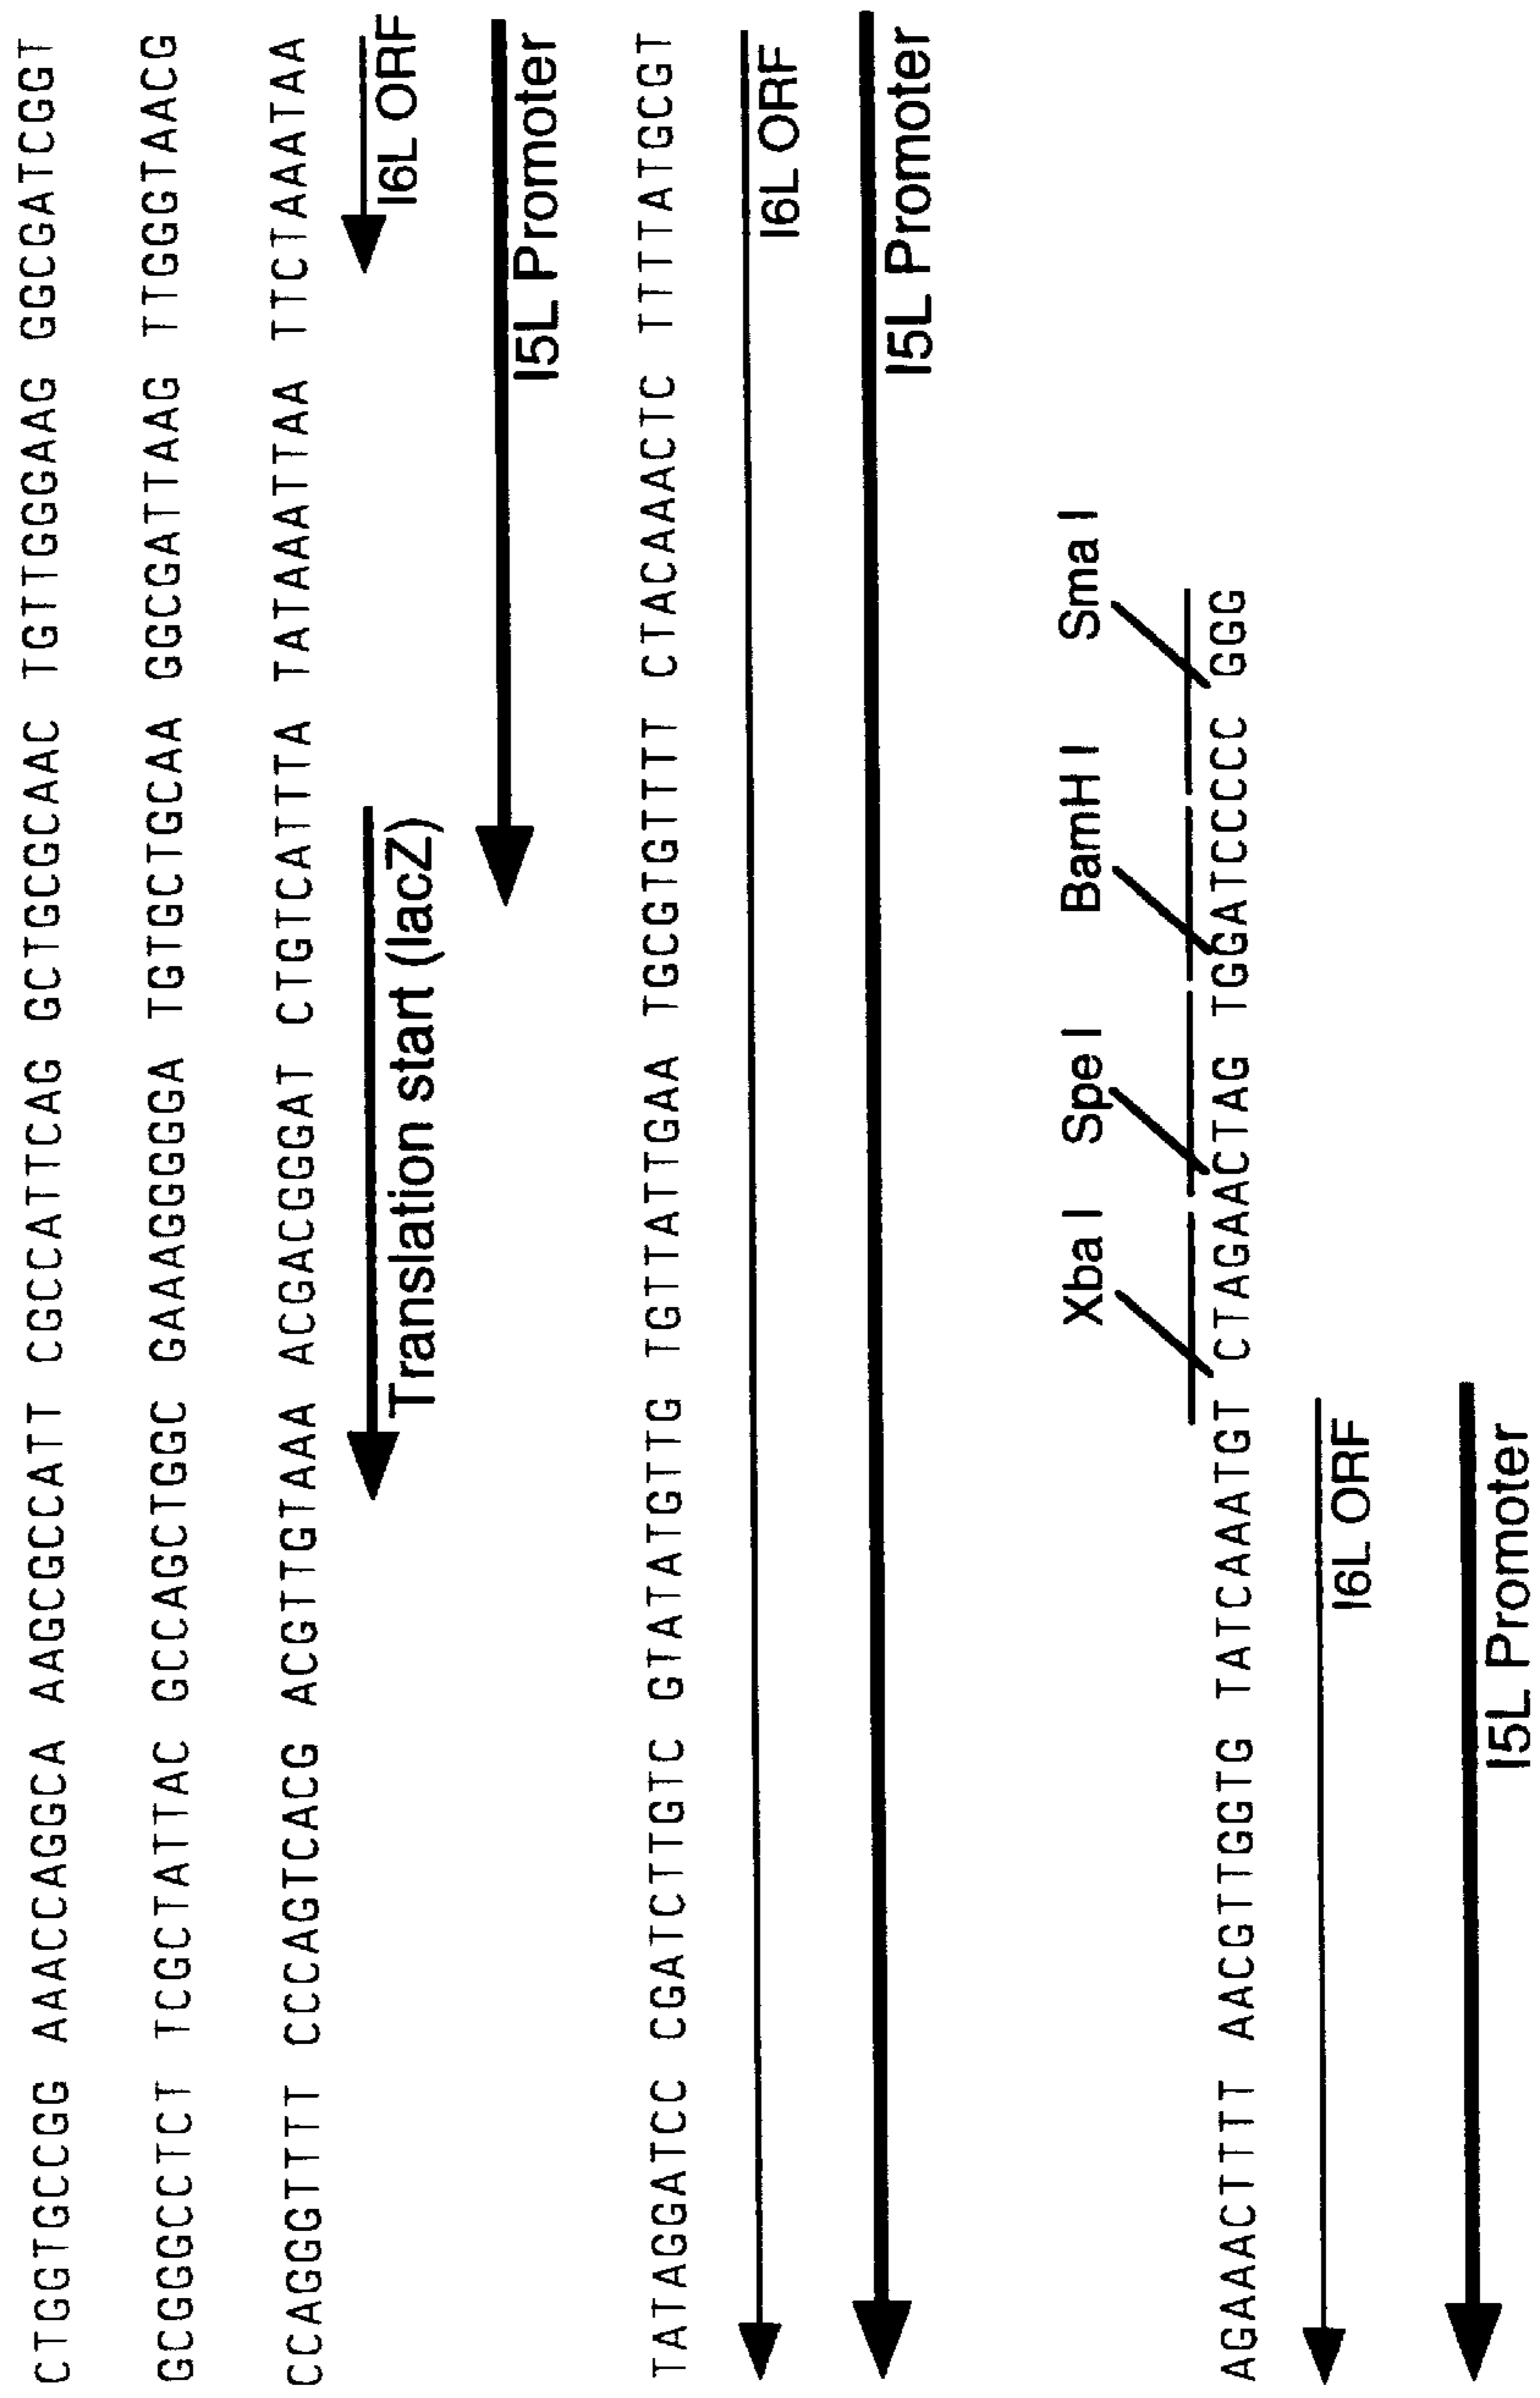 CTGGTGCCGG AAACCAGGCA AAGCGCCATT CGCCATTCAG GCTGCGCAAC TGTTGGGAAG GGCGATCGGT
GCGGGCCTCT TCGCTATTAC GCCAGCTGGC GAAAGGGGGA TGTGCTGCAA GGCGATTAAG TTGGGTAACG
CCAGGGTTTT CCCAGTCACG ACGTTGTAAA ACGACGGGAT CTGTCATTTA TATAAATTAA TTCTAAATAA
Translation start (lacZ) I6L ORF
I5L Promoter
TATAGGATCC CGATCTTGTC GTATATGTTG TGTTATTGAA TGCGTGTTTT CTACAAACTC TTTTATGCGT
I6L ORF
I5L Promoter
Xba I Spe I BamH I Sma I
AGAAACTTTT AACGTTGGTG TATCAAATGT CTAGAACTAG TGGATCCCCC GGG
I6L ORF
I5L Promoter